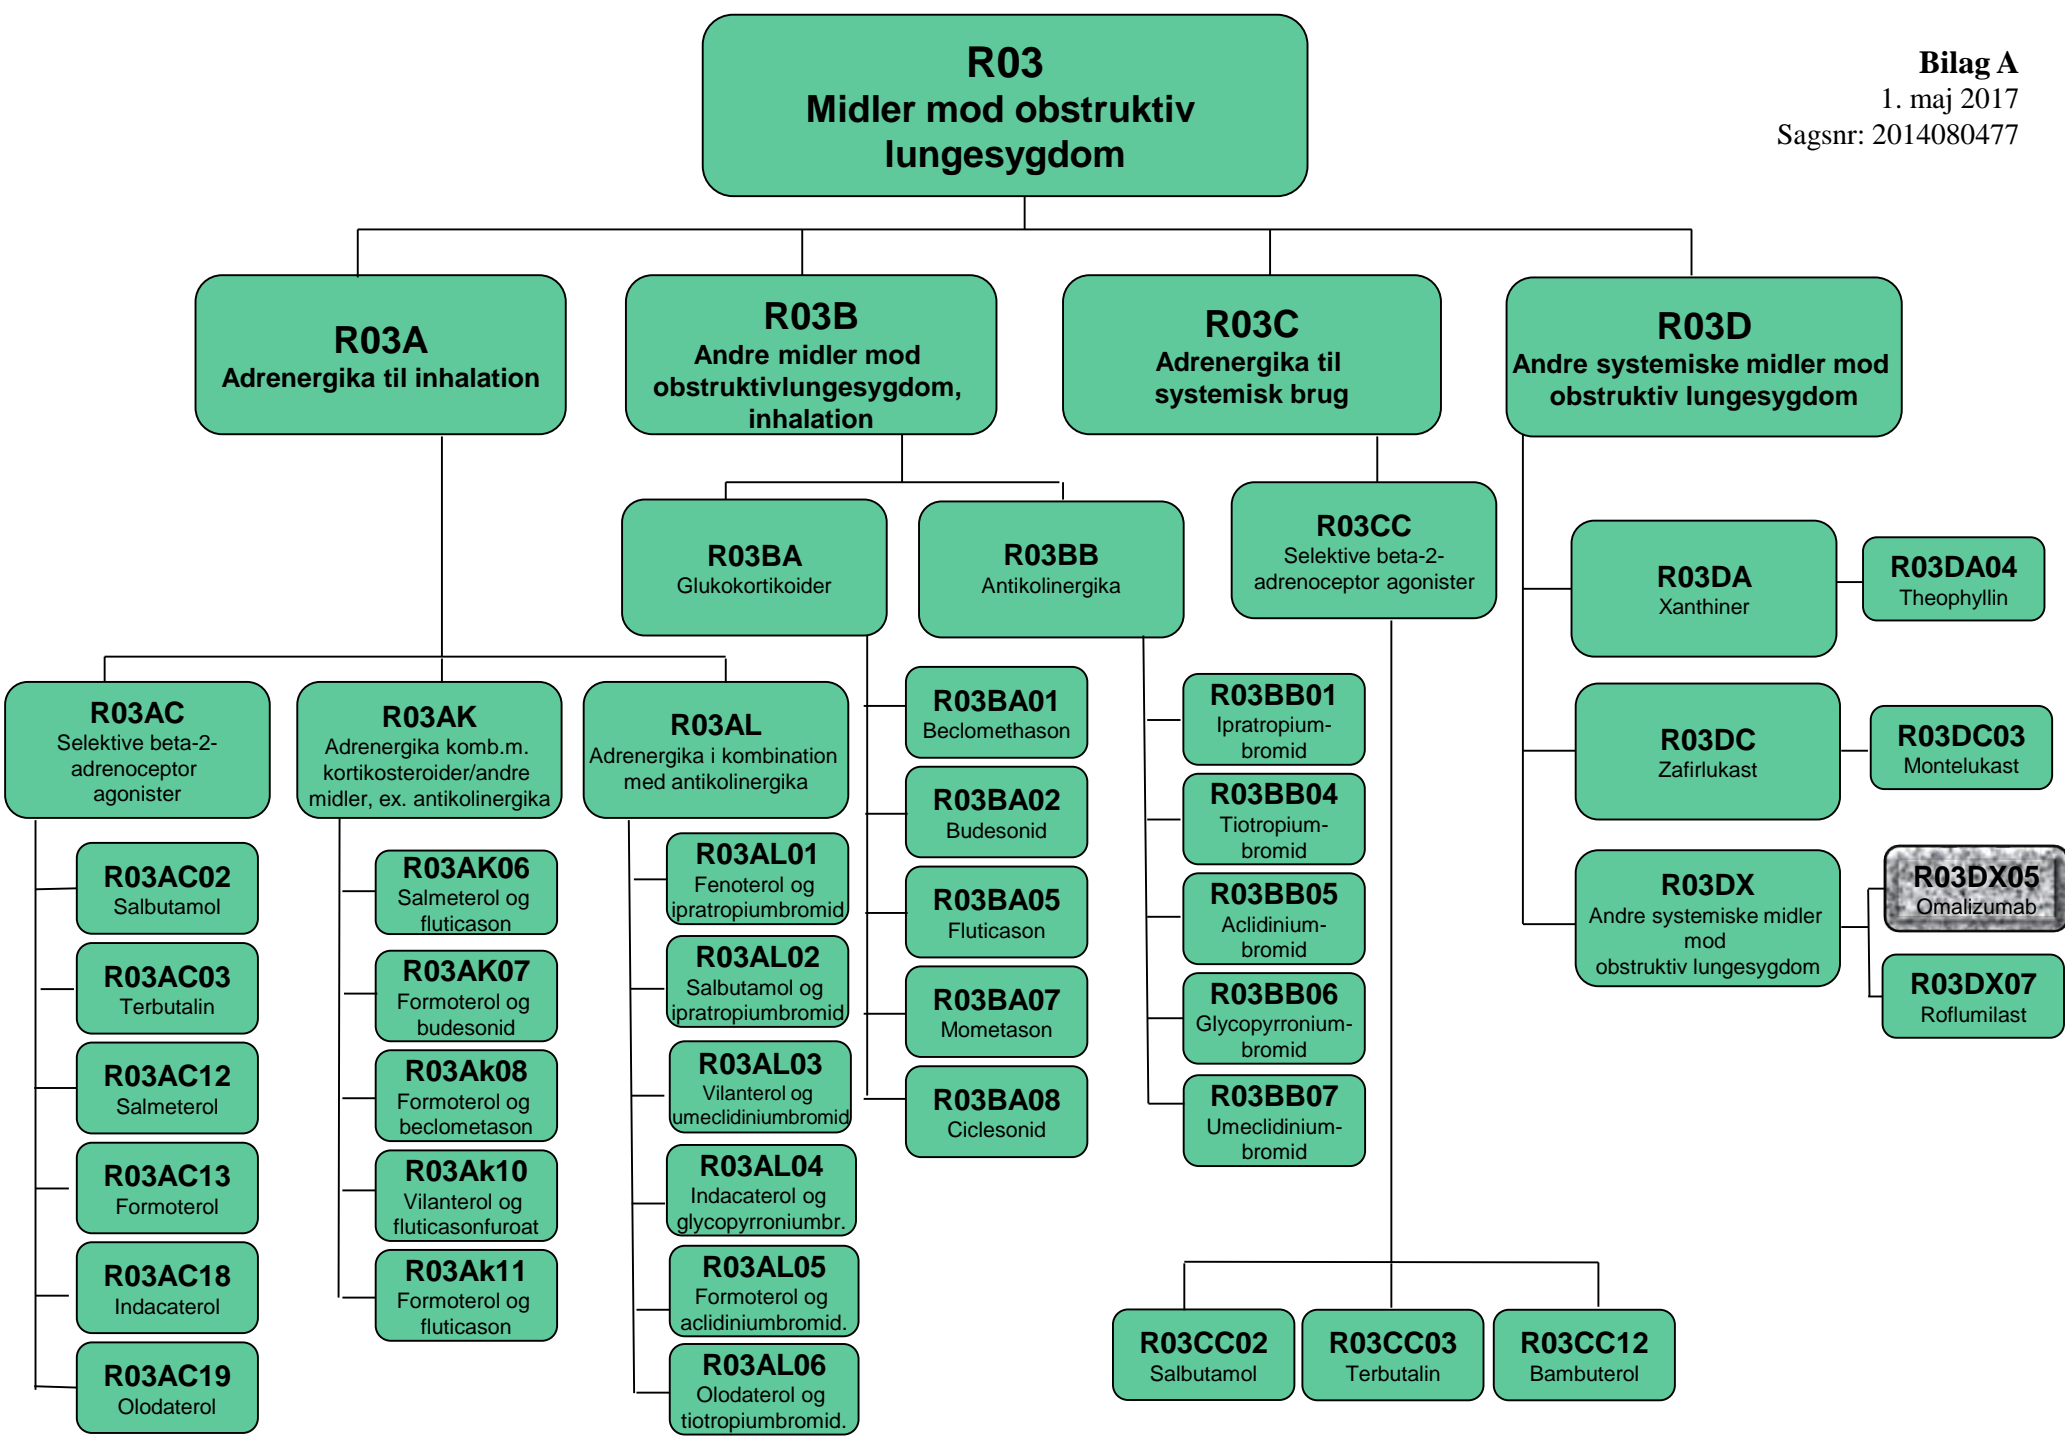 R03
Midler mod obstruktiv
lungesygdom
Bilag A
1. maj 2017
Sagsnr: 2014080477
R03A
Adrenergika til inhalation
R03B
Andre midler mod
obstruktivlungesygdom,
inhalation
R03C
Adrenergika til
systemisk brug
R03D
Andre systemiske midler mod
obstruktiv lungesygdom
R03BA
Glukokortikoider
R03BB
Antikolinergika
R03CC
Selektive beta-2-
adrenoceptor agonister
R03DA
Xanthiner
R03DA04
Theophyllin
R03DC
Zafirlukast
R03DC03
Montelukast
R03DX
Andre systemiske midler
mod
obstruktiv lungesygdom
R03DX05
Omalizumab
R03DX07
Roflumilast
R03AC
Selektive beta-2-
adrenoceptor
agonister
R03AC02
Salbutamol
R03AC03
Terbutalin
R03AC12
Salmeterol
R03AC13
Formoterol
R03AC18
Indacaterol
R03AC19
Olodaterol
R03AK
Adrenergika komb.m.
kortikosteroider/andre
midler, ex. antikolinergika
R03AK06
Salmeterol og
fluticason
R03AK07
Formoterol og
budesonid
R03Ak08
Formoterol og
beclometason
R03Ak10
Vilanterol og
fluticasonfuroat
R03Ak11
Formoterol og
fluticason
R03AL
Adrenergika i kombination
med antikolinergika
R03AL01
Fenoterol og
ipratropiumbromid
R03AL02
Salbutamol og
ipratropiumbromid
R03AL03
Vilanterol og
umeclidiniumbromid
R03AL04
Indacaterol og
glycopyrroniumbr.
R03AL05
Formoterol og
aclidiniumbromid.
R03AL06
Olodaterol og
tiotropiumbromid.
R03BA01
Beclomethason
R03BA02
Budesonid
R03BA05
Fluticason
R03BA07
Mometason
R03BA08
Ciclesonid
R03BB01
Ipratropium-
bromid
R03BB04
Tiotropium-
bromid
R03BB05
Aclidinium-
bromid
R03BB06
Glycopyrronium-
bromid
R03BB07
Umeclidinium-
bromid
R03CC02
Salbutamol
R03CC03
Terbutalin
R03CC12
Bambuterol